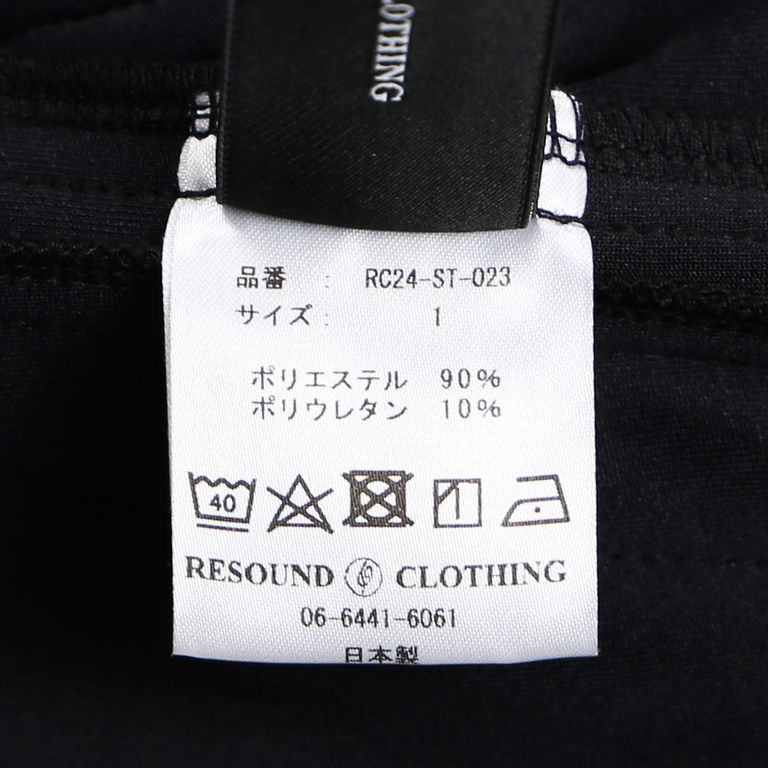 CLOTHING
品番 : RC24-ST-023
サイズ : 1
ポリエステル 90%
ポリウレタン 10%
40
RESOUND CLOTHING
06-6441-6061
日本製